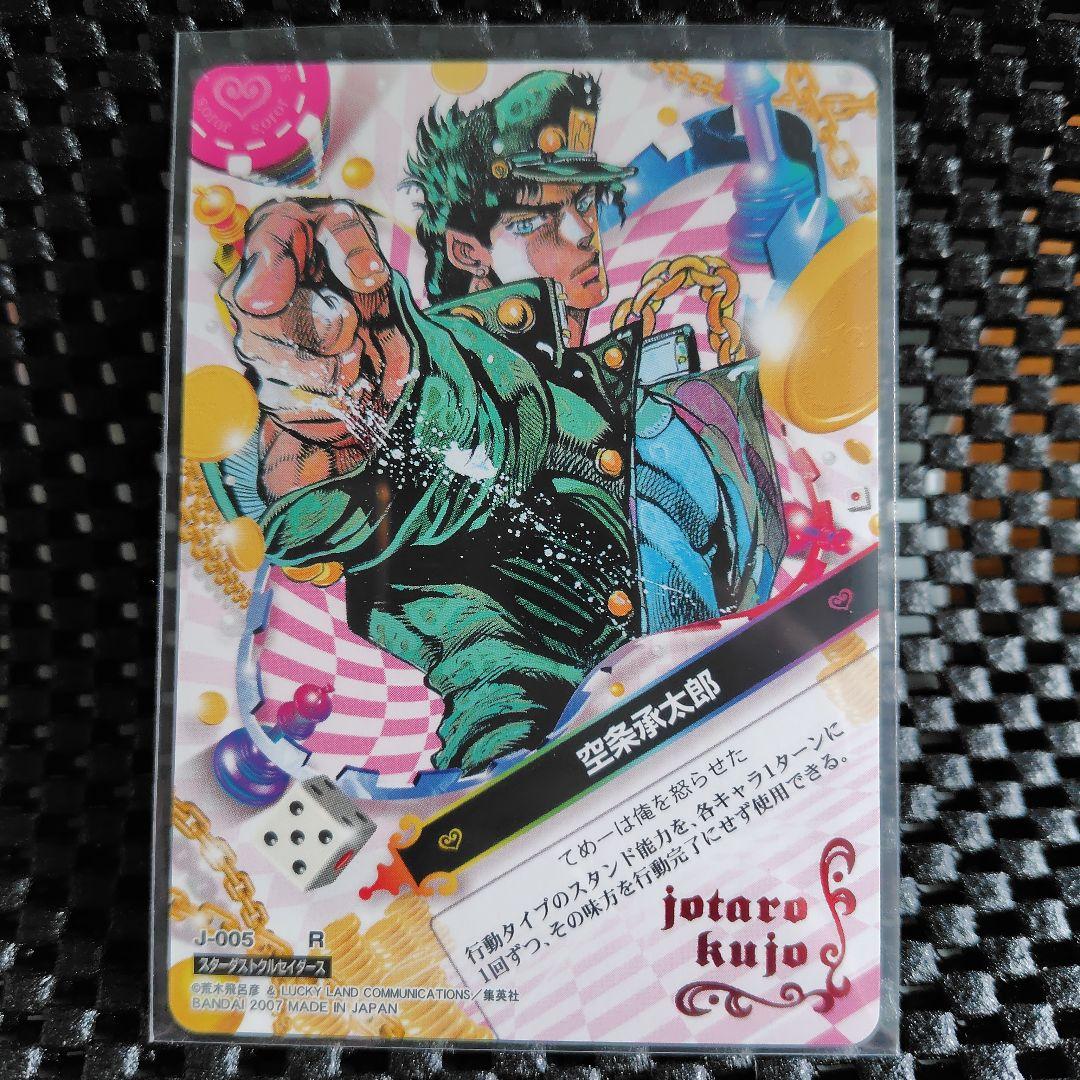 jojos
jojos
空条承太郎
てめーは俺を怒らせた
行動タイプのスタンド能力を、各キャラ1ターンに
1回ずつ、その味方を行動完了にせず使用できる。
jotaro
kujo
J-005 R
スターダストクルセイダース
©荒木飛呂彦 & LUCKY LAND COMMUNICATIONS/集英社
BANDAI 2007 MADE IN JAPAN